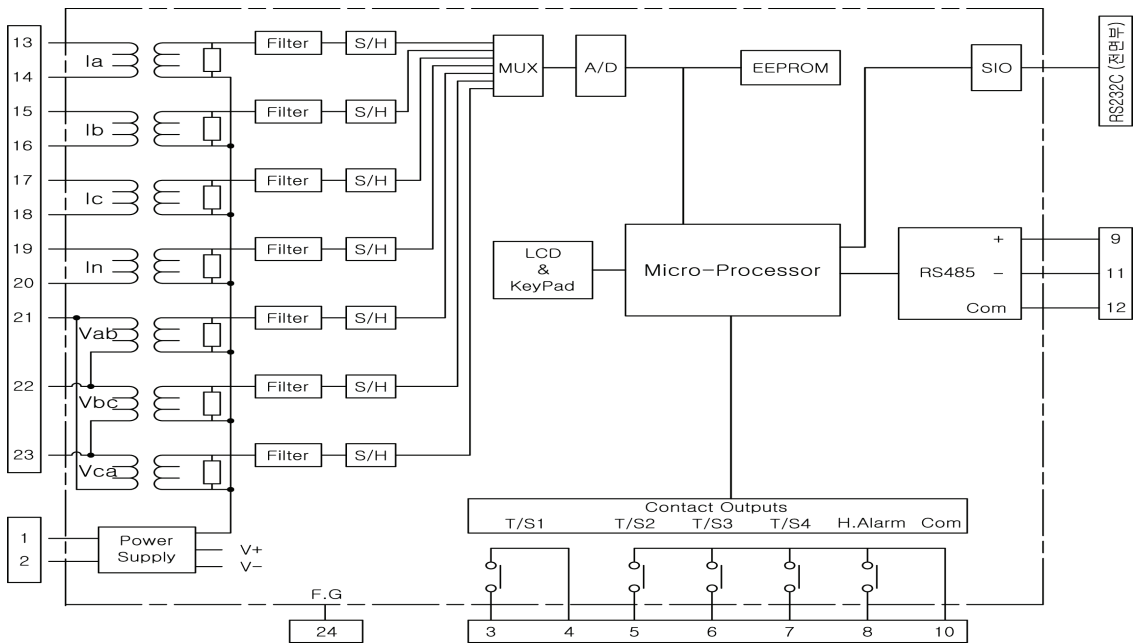 13
Ia
Filter
S/H
14
15
Ib
Filter
S/H
16
17
Ic
Filter
S/H
18
19
In
Filter
S/H
20
21
Vab
Filter
S/H
22
Vbc
Filter
S/H
23
Vca
Filter
S/H
MUX
A/D
EEPROM
SIO
RS232C (전면부)
LCD
&
KeyPad
Micro-Processor
RS485
+
-
Com
9
11
12
1
2
Power
Supply
V+
V-
F.G
24
Contact Outputs
T/S1
T/S2
T/S3
T/S4
H.Alarm
Com
3
4
5
6
7
8
10